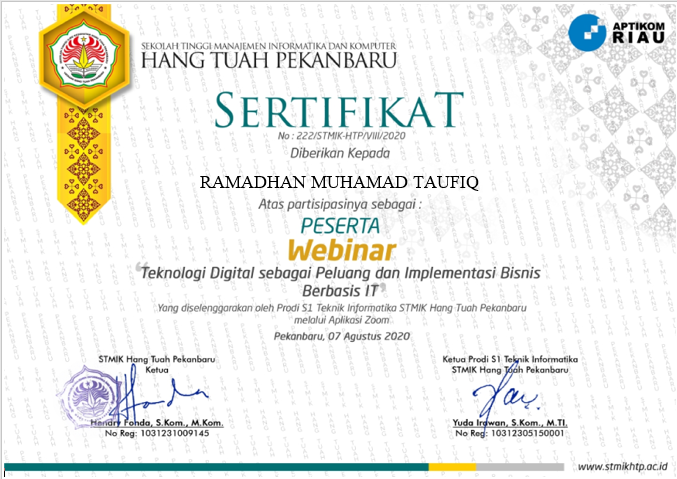 SEKOLAH TINGGI MANAJEMEN INFORMATIKA DAN KOMPUTER
HANG TUAH PEKANBARU
APTIKOM
RIAU
SERTIFIKAT
No : 222/STMIK-HTP/VIII/2020
Diberikan Kepada
RAMADHAN MUHAMAD TAUFIQ
Atas partisipasinya sebagai :
PESERTA
Webinar
“Teknologi Digital sebagai Peluang dan Implementasi Bisnis
Berbasis IT”
Yang diselenggarakan oleh Prodi S1 Teknik Informatika STMIK Hang Tuah Pekanbaru
melalui Aplikasi Zoom
Pekanbaru, 07 Agustus 2020
STMIK Hang Tuah Pekanbaru
Ketua
Hendry Fonda, S.Kom., M.Kom.
No Reg: 1031231009145
Ketua Prodi S1 Teknik Informatika
STMIK Hang Tuah Pekanbaru
Yuda Irawan, S.Kom., M.TI.
No Reg: 10312305150001
www.stmikhtp.ac.id